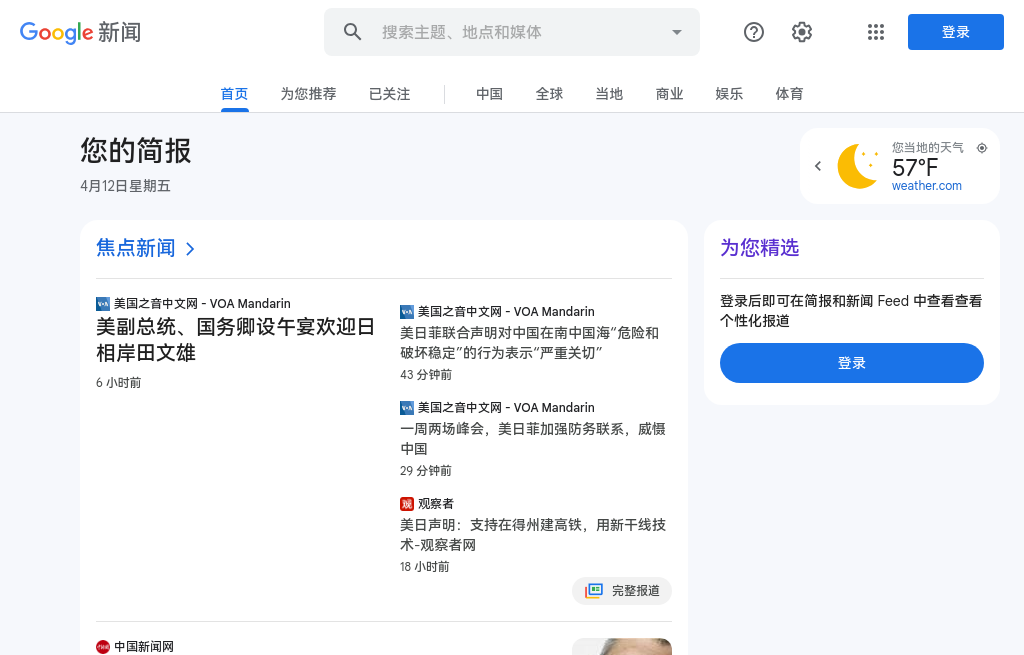 Google 新闻
搜索主题、地点和媒体
登录
首页
为您推荐
已关注
中国
全球
当地
商业
娱乐
体育
您的简报
4月12日星期五
您当地的天气
57°F
weather.com
焦点新闻
美国之音中文网 - VOA Mandarin
美副总统、国务卿设午宴欢迎日
相岸田文雄
6 小时前
VOA
美国之音中文网 - VOA Mandarin
美日菲联合声明对中国在南中国海“危险和
破坏稳定”的行为表示“严重关切”
43 分钟前
VOA
美国之音中文网 - VOA Mandarin
一周两场峰会，美日菲加强防务联系，威慑
中国
29 分钟前
观察者
美日声明：支持在得州建高铁，用新干线技
术-观察者网
18 小时前
完整报道
中国新闻网
为您精选
登录后即可在简报和新闻 Feed 中查看查看
个性化报道
登录